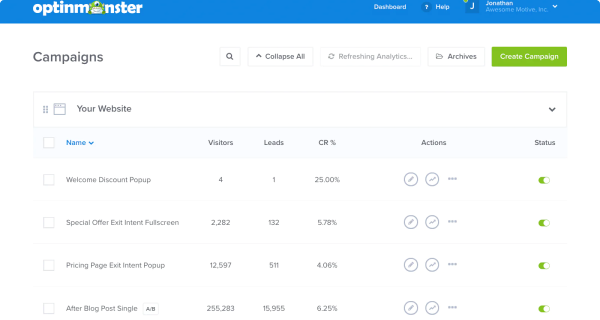 optinmonster
Dashboard ? Help J Jonathan
Awesome Motive, Inc.
Campaigns
Collapse All Refreshing Analytics... Archives Create Campaign
Your Website
Name Visitors Leads CR % Actions Status
Welcome Discount Popup 4 1 25.00%
Special Offer Exit Intent Fullscreen 2,282 132 5.78%
Pricing Page Exit Intent Popup 12,597 511 4.06%
After Blog Post Single A/B 255,283 15,955 6.25%